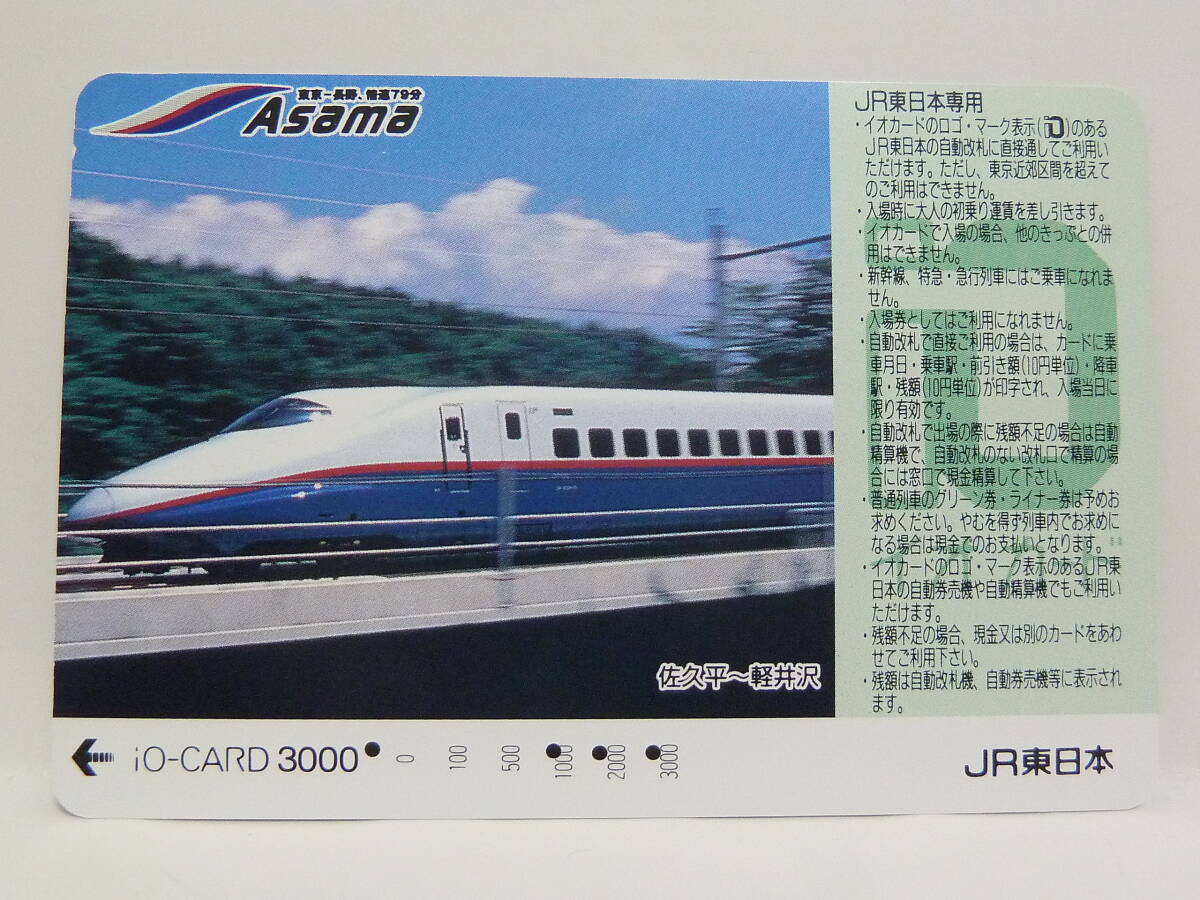 東京-長野、最速79分
Asama
佐久平～軽井沢
JR東日本専用
・イオカードのロゴ・マーク表示(iO)のある
JR東日本の自動改札に直接通してご利用い
ただけます。ただし、東京近郊区間を超えて
のご利用はできません。
・入場時に大人の初乗り運賃を差し引きます。
・イオカードで入場の場合、他のきっぷとの併
用はできません。
・新幹線、特急・急行列車にはご乗車になれま
せん。
・入場券としてはご利用になれません。
・自動改札で直接ご利用の場合は、カードに乗
車月日・乗車駅・前引き額(10円単位)・降車
駅・残額(10円単位)が印字され、入場当日に
限り有効です。
・自動改札で出場の際に残額不足の場合は自動
精算機で、自動改札のない改札口で精算の場
合には窓口で現金精算して下さい。
・普通列車のグリーン券・ライナー券は予めお
求めください。やむを得ず列車内でお求めに
なる場合は現金でのお支払いとなります。
・イオカードのロゴ・マーク表示のあるJR東
日本の自動券売機や自動精算機でもご利用い
ただけます。
・残額不足の場合、現金又は別のカードをあわ
せてご利用下さい。
・残額は自動改札機、自動券売機等に表示され
ます。
iO-CARD 3000 0 100 500 1000 2000 3000
JR東日本